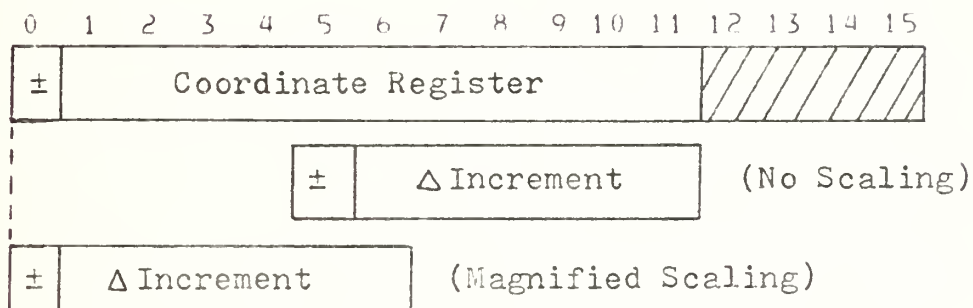 0 1 2 3 4 5 6 7 8 9 10 11 12 13 14 15
± Coordinate Register
± Δ Increment (No Scaling)
± Δ Increment (Magnified Scaling)